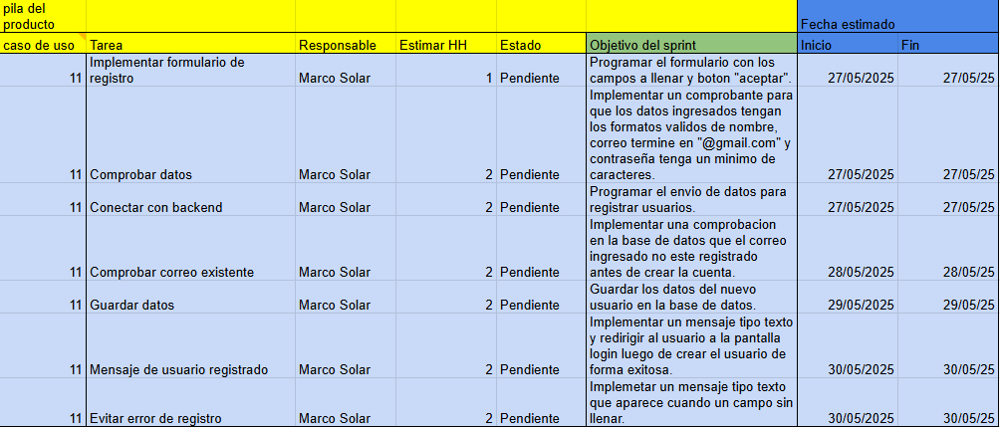 pila del
producto
Fecha estimado
caso de uso Tarea Responsable Estimar HH Estado Objetivo del sprint Inicio Fin
Implementar formulario de
registro
11 Marco Solar 1 Pendiente
Programar el formulario con los
campos a llenar y boton "aceptar".
27/05/2025 27/05/25
11 Comprobar datos Marco Solar 2 Pendiente
Implementar un comprobante para
que los datos ingresados tengan
los formatos validos de nombre,
correo termine en "@gmail.com" y
contraseña tenga un minimo de
caracteres.
27/05/2025 27/05/25
11 Conectar con backend Marco Solar 2 Pendiente
Programar el envio de datos para
registrar usuarios.
27/05/2025 27/05/25
11 Comprobar correo existente Marco Solar 2 Pendiente
Implementar una comprobacion
en la base de datos que el correo
ingresado no este registrado
antes de crear la cuenta.
28/05/2025 28/05/25
11 Guardar datos Marco Solar 2 Pendiente
Guardar los datos del nuevo
usuario en la base de datos.
29/05/2025 29/05/25
11 Mensaje de usuario registrado Marco Solar 2 Pendiente
Implementar un mensaje tipo texto
y redirigir al usuario a la pantalla
login luego de crear el usuario de
forma exitosa.
30/05/2025 30/05/25
11 Evitar error de registro Marco Solar 2 Pendiente
Implemetar un mensaje tipo texto
que aparece cuando un campo sin
llenar.
30/05/2025 30/05/25